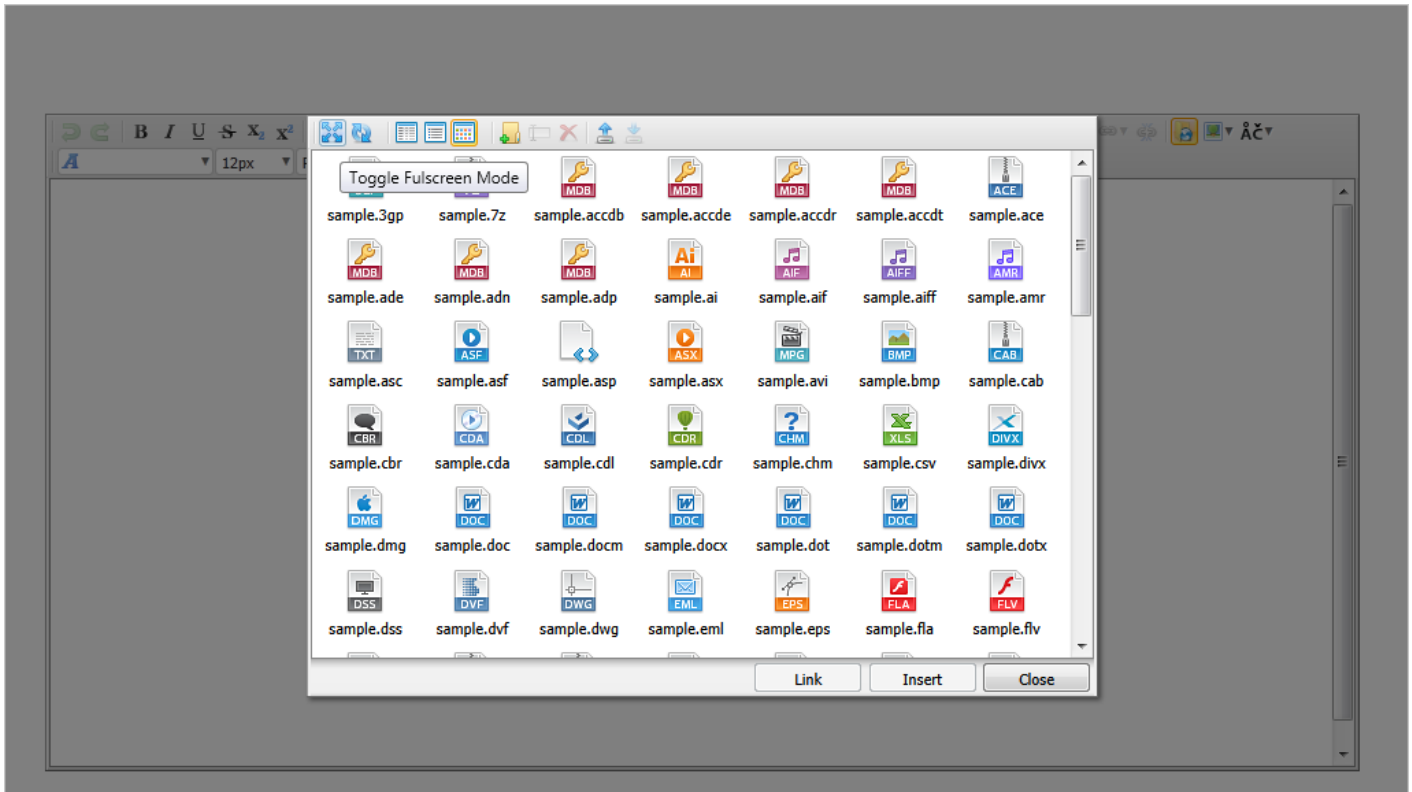 B I U S X₂ x²
Åč
A 12px F
Toggle Fulscreen Mode
MDB MDB MDB MDB ACE
sample.3gp sample.7z sample.accdb sample.accde sample.accdr sample.accdt sample.ace
Ai
MDB MDB MDB AI AIF AIFF AMR
sample.ade sample.adn sample.adp sample.ai sample.aif sample.aiff sample.amr
TXT ASF ASX MPG BMP CAB
sample.asc sample.asf sample.asp sample.asx sample.avi sample.bmp sample.cab
CBR CDA CDL CDR CHM XLS DIVX
sample.cbr sample.cda sample.cdl sample.cdr sample.chm sample.csv sample.divx
DMG DOC DOC DOC DOC DOC DOC
sample.dmg sample.doc sample.docm sample.docx sample.dot sample.dotm sample.dotx
DSS DVF DWG EML EPS FLA FLV
sample.dss sample.dvf sample.dwg sample.eml sample.eps sample.fla sample.flv
Link Insert Close